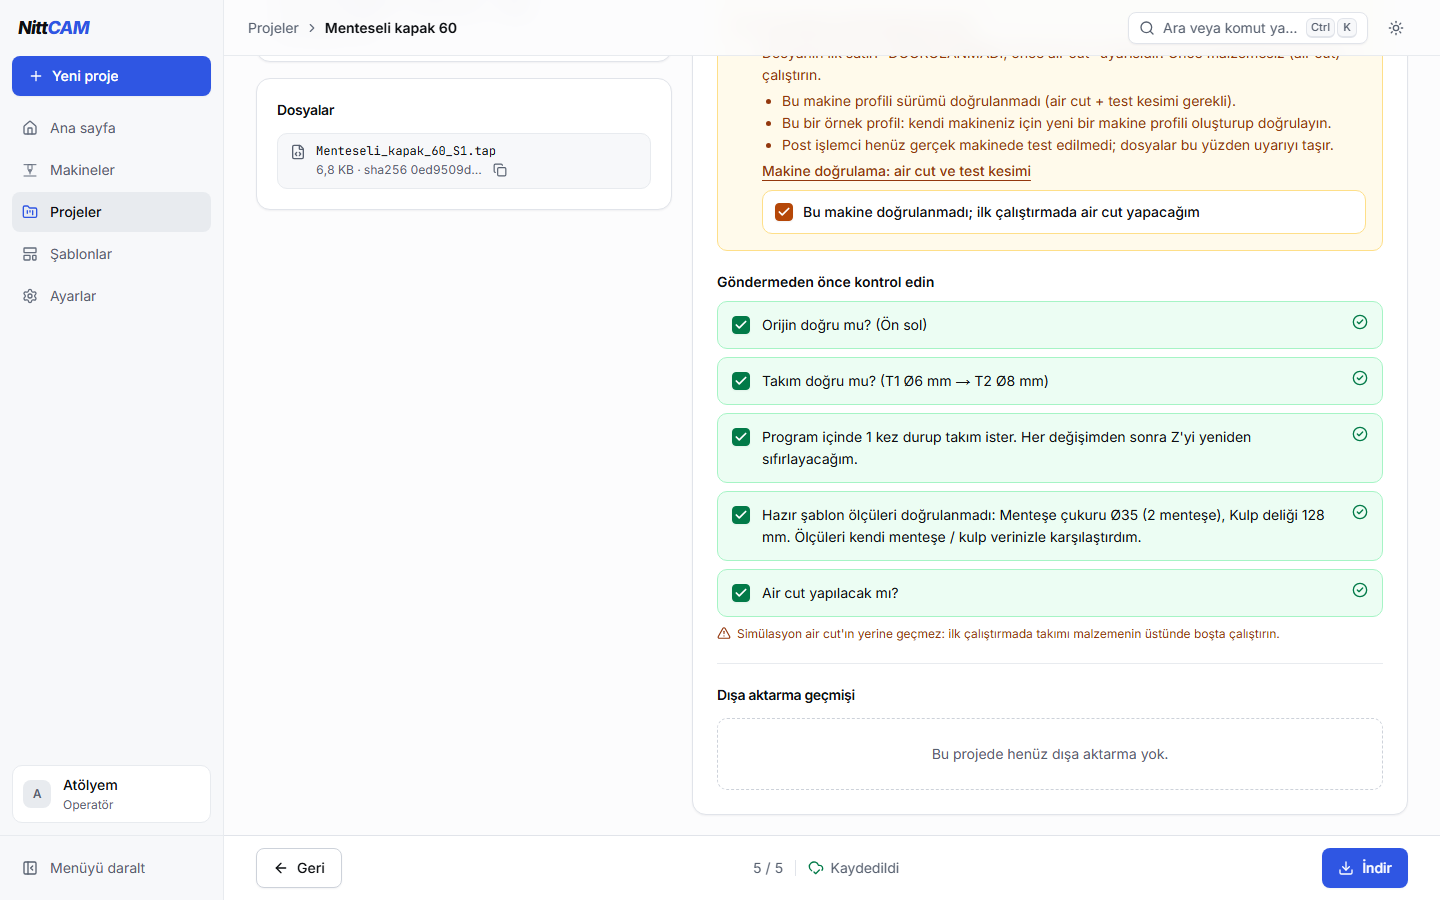 NittCAM
Projeler > Menteseli kapak 60
Ara veya komut ya... Ctrl K
+ Yeni proje
Ana sayfa
Makineler
Projeler
Şablonlar
Ayarlar
A
Atölyem
Operatör
Menüyü daralt
Dosyalar
Menteseli_kapak_60_S1.tap
6,8 KB · sha256 0ed9509d...
çalıştırın.
• Bu makine profili sürümü doğrulanmadı (air cut + test kesimi gerekli).
• Bu bir örnek profil: kendi makineniz için yeni bir makine profili oluşturup doğrulayın.
• Post işlemci henüz gerçek makinede test edilmedi; dosyalar bu yüzden uyarıyı taşır.
Makine doğrulama: air cut ve test kesimi
Bu makine doğrulanmadı; ilk çalıştırmada air cut yapacağım
Göndermeden önce kontrol edin
Orijin doğru mu? (Ön sol)
Takım doğru mu? (T1 Ø6 mm → T2 Ø8 mm)
Program içinde 1 kez durup takım ister. Her değişimden sonra Z'yi yeniden
sıfırlayacağım.
Hazır şablon ölçüleri doğrulanmadı: Menteşe çukuru Ø35 (2 menteşe), Kulp deliği 128
mm. Ölçüleri kendi menteşe / kulp verinizle karşılaştırdım.
Air cut yapılacak mı?
Simülasyon air cut'ın yerine geçmez: ilk çalıştırmada takımı malzemenin üstünde boşta çalıştırın.
Dışa aktarma geçmişi
Bu projede henüz dışa aktarma yok.
← Geri
5 / 5
Kaydedildi
İndir